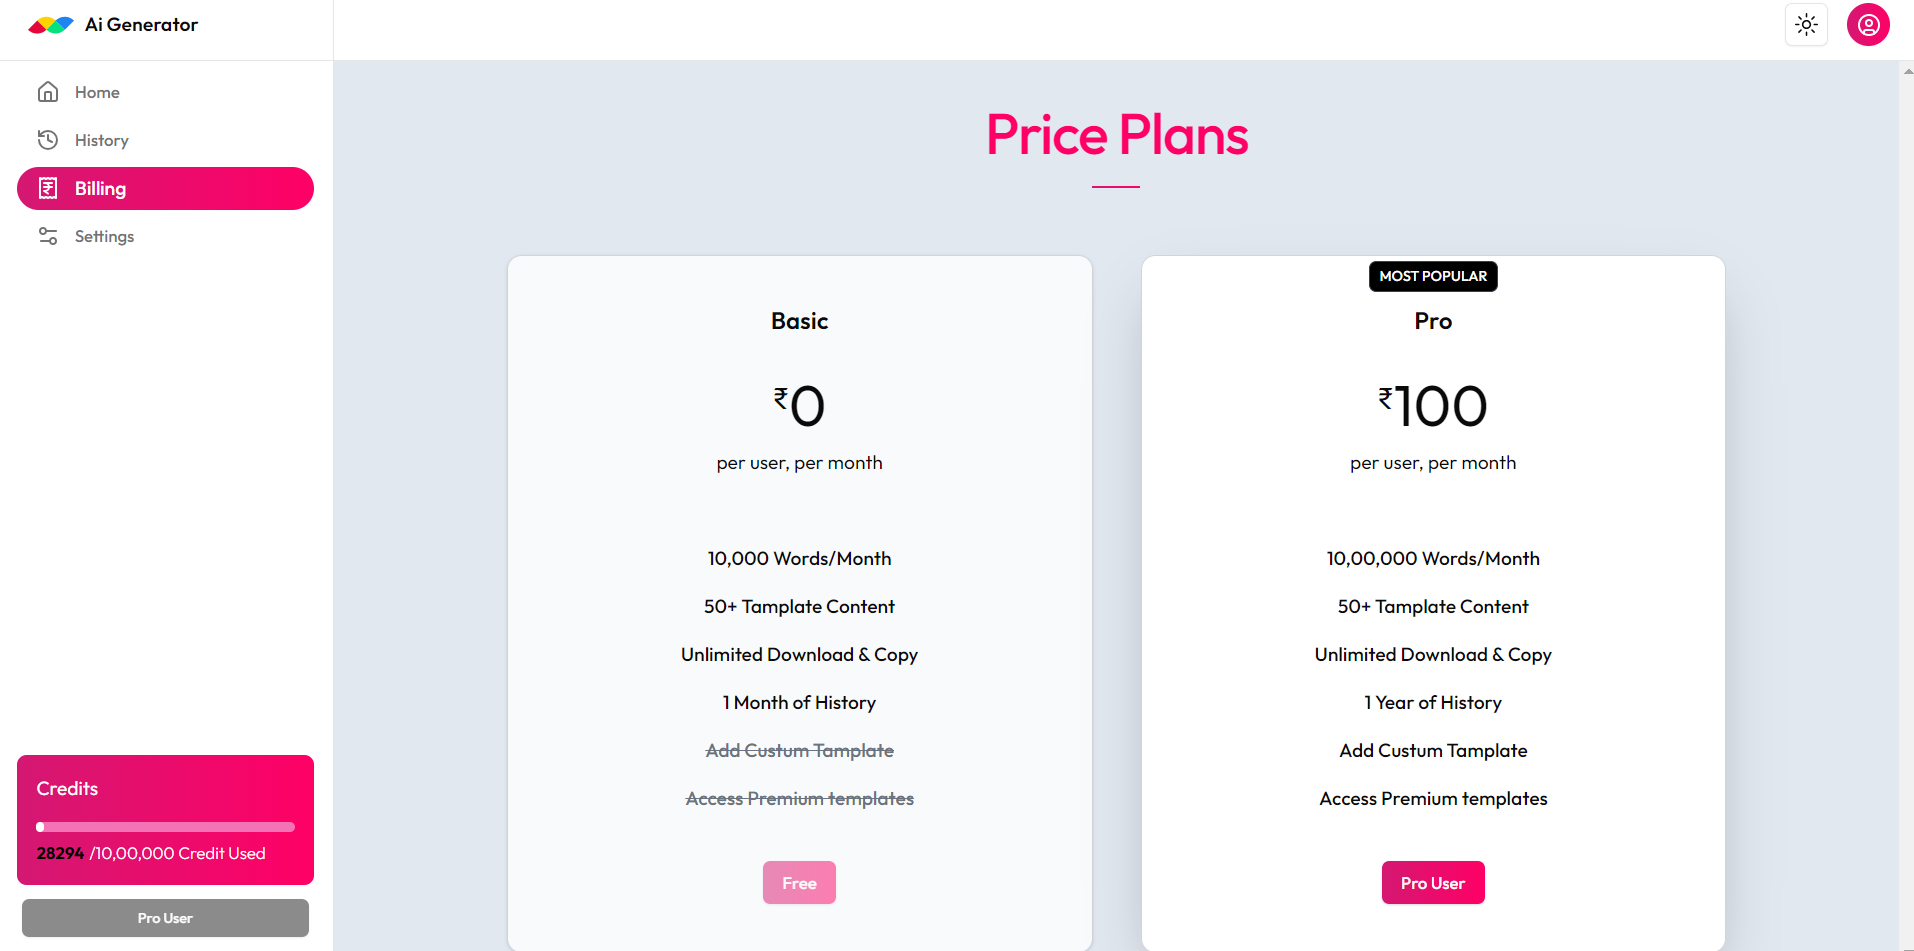 Ai Generator
Home
History
Billing
Settings
Credits
28294 /10,00,000 Credit Used
Pro User
Price Plans
Basic
₹0
per user, per month
10,000 Words/Month
50+ Tamplate Content
Unlimited Download & Copy
1 Month of History
Add Custum Tamplate
Access Premium templates
Free
MOST POPULAR
Pro
₹100
per user, per month
10,00,000 Words/Month
50+ Tamplate Content
Unlimited Download & Copy
1 Year of History
Add Custum Tamplate
Access Premium templates
Pro User